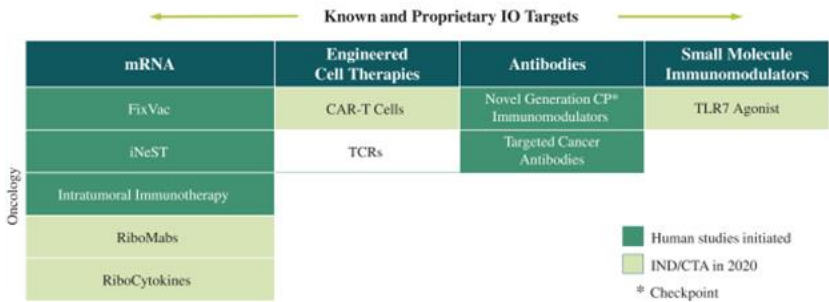 Known and Proprietary IO Targets
mRNA
Engineered
Cell Therapies
Antibodies
Small Molecule
Immunomodulators
FixVac
CAR-T Cells
Novel Generation CP*
Immunomodulators
TLR7 Agonist
iNeST
TCRs
Targeted Cancer
Antibodies
Intratumoral Immunotherapy
RiboMabs
RiboCytokines
Oncology
Human studies initiated
IND/CTA in 2020
* Checkpoint